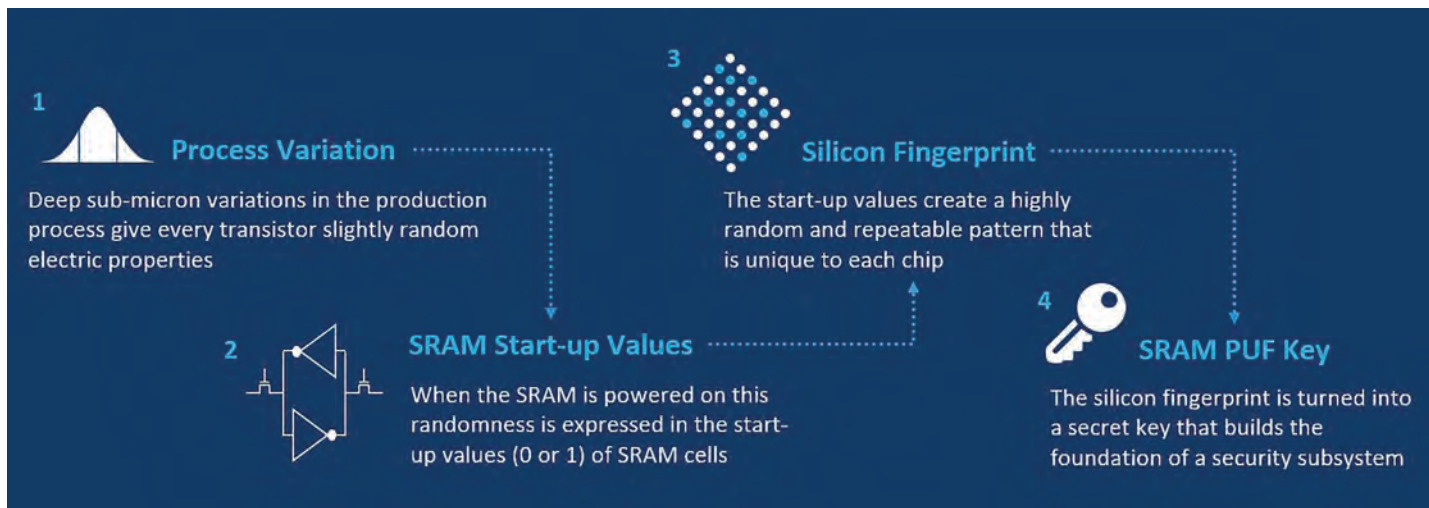 1
Process Variation
Deep sub-micron variations in the production
process give every transistor slightly random
electric properties
2
SRAM Start-up Values
When the SRAM is powered on this
randomness is expressed in the start-
up values (0 or 1) of SRAM cells
3
Silicon Fingerprint
The start-up values create a highly
random and repeatable pattern that
is unique to each chip
4
SRAM PUF Key
The silicon fingerprint is turned into
a secret key that builds the
foundation of a security subsystem